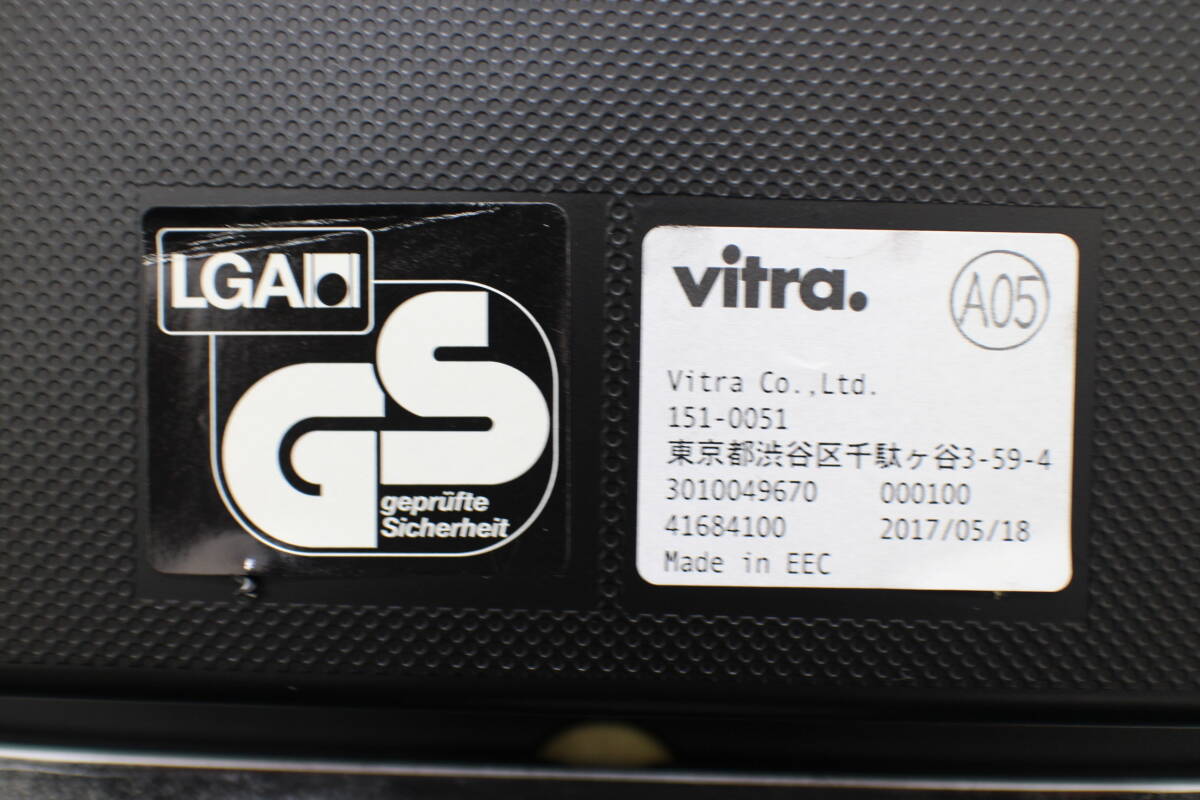 LGA
GS
geprüfte
Sicherheit
vitra.
A05
Vitra Co.,Ltd.
151-0051
東京都渋谷区千駄ヶ谷3-59-4
3010049670 000100
41684100 2017/05/18
Made in EEC